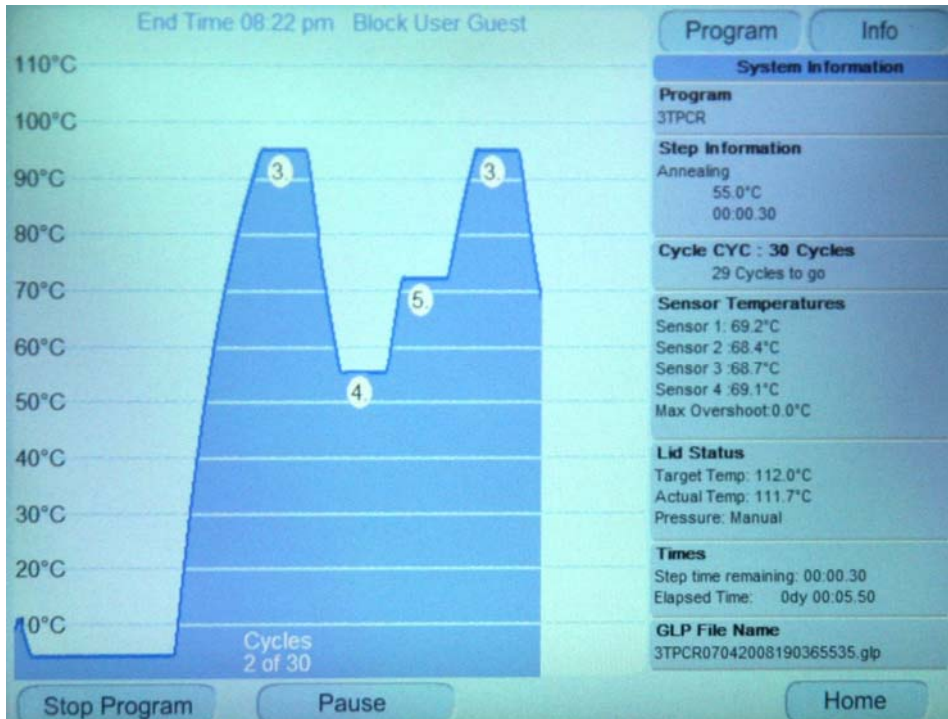 End Time 08:22 pm Block User Guest
110°C
100°C
90°C
80°C
70°C
60°C
50°C
40°C
30°C
20°C
10°C
3.
3.
5.
4.
Cycles
2 of 30
Stop Program
Pause
Program
Info
System Information
Program
3TPCR
Step Information
Annealing
55.0°C
00:00.30
Cycle CYC : 30 Cycles
29 Cycles to go
Sensor Temperatures
Sensor 1: 69.2°C
Sensor 2 :68.4°C
Sensor 3 :68.7°C
Sensor 4 :69.1°C
Max Overshoot:0.0°C
Lid Status
Target Temp: 112.0°C
Actual Temp: 111.7°C
Pressure: Manual
Times
Step time remaining: 00:00.30
Elapsed Time: 0dy 00:05.50
GLP File Name
3TPCR07042008190365535.glp
Home